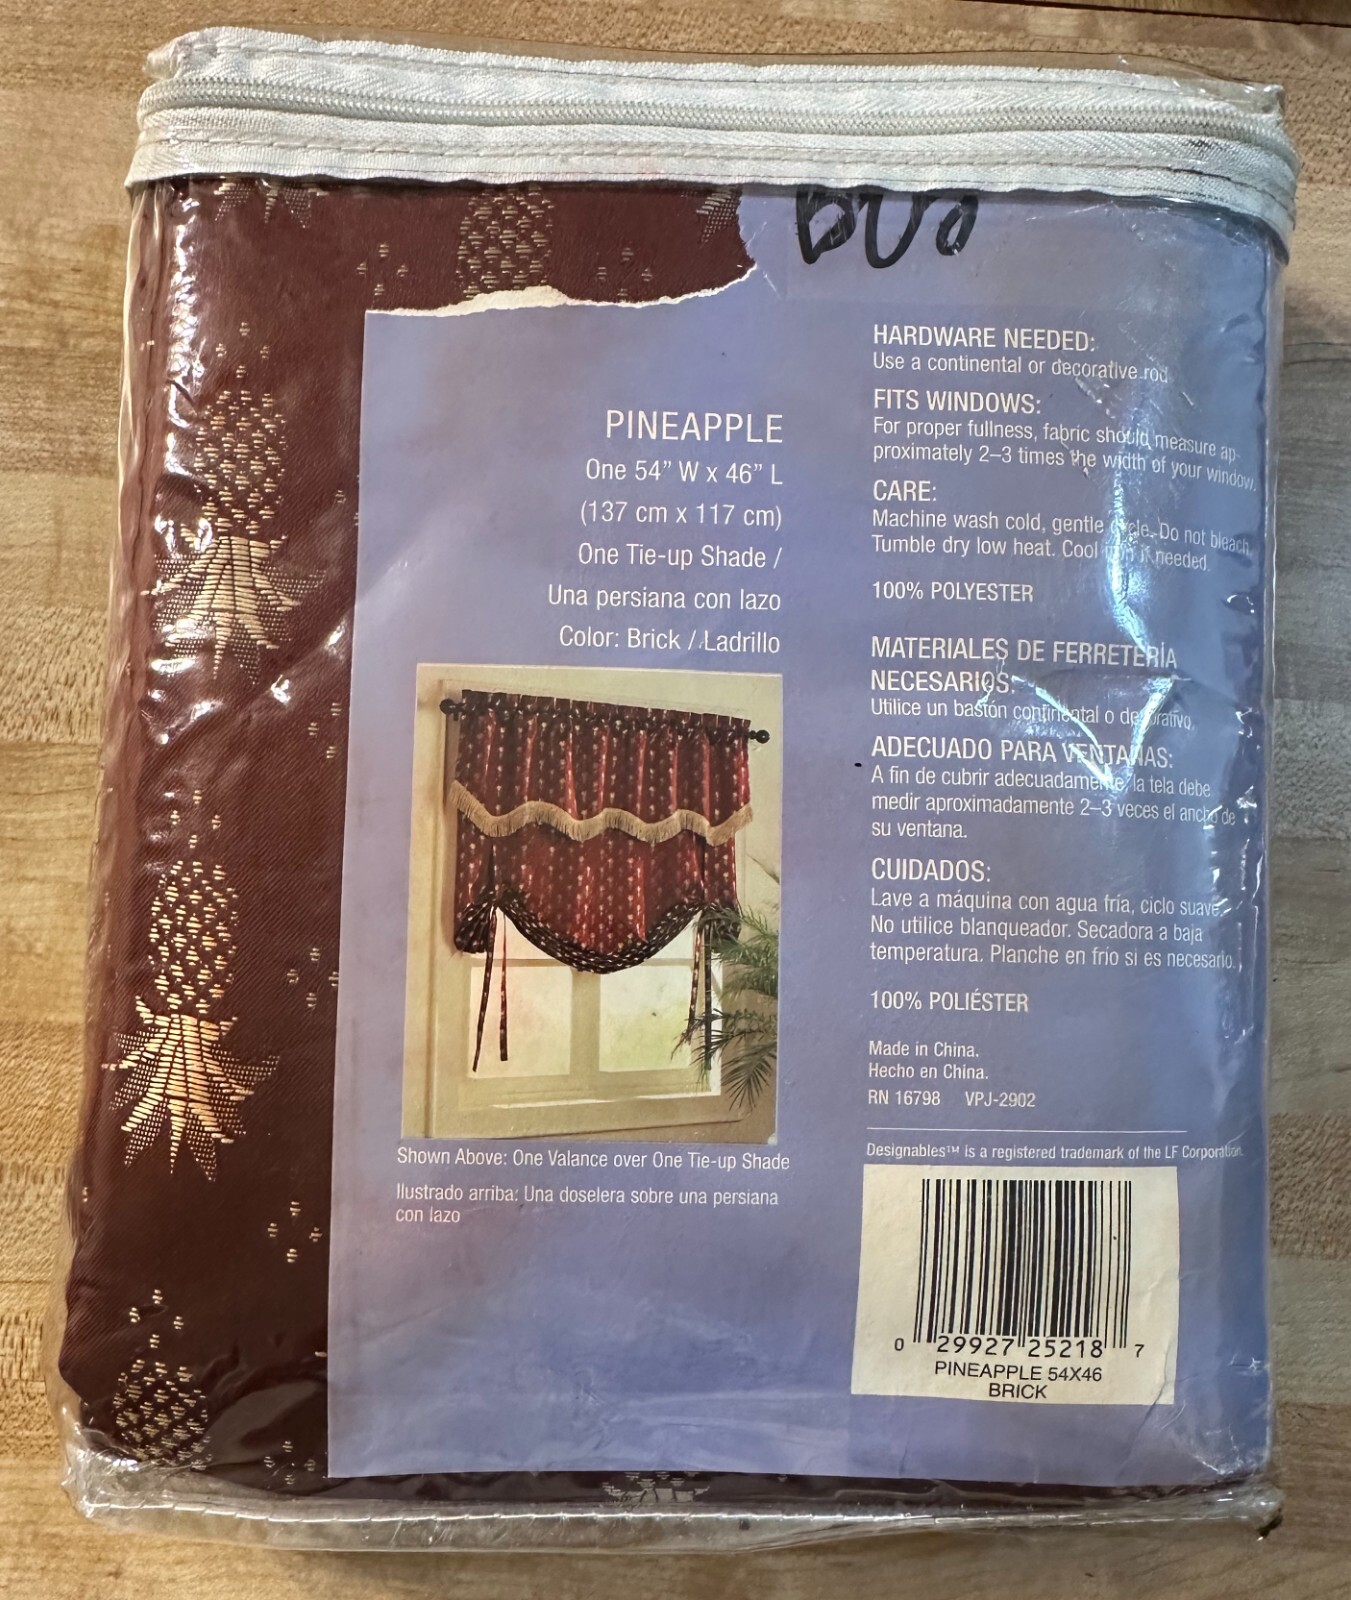 PINEAPPLE
One 54” W x 46” L
(137 cm x 117 cm)
One Tie-up Shade /
Una persiana con lazo
Color: Brick / Ladrillo
Shown Above: One Valance over One Tie-up Shade
Ilustrado arriba: Una doselera sobre una persiana
con lazo
HARDWARE NEEDED:
Use a continental or decorative rod
FITS WINDOWS:
For proper fullness, fabric should measure ap-
proximately 2–3 times the width of your window.
CARE:
Machine wash cold, gentle cycle. Do not bleach.
Tumble dry low heat. Cool iron if needed.
100% POLYESTER
MATERIALES DE FERRETERÍA
NECESARIOS:
Utilice un bastón continental o decorativo.
ADECUADO PARA VENTANAS:
A fin de cubrir adecuadamente, la tela debe
medir aproximadamente 2–3 veces el ancho de
su ventana.
CUIDADOS:
Lave a máquina con agua fría, ciclo suave.
No utilice blanqueador. Secadora a baja
temperatura. Planche en frío si es necesario.
100% POLIÉSTER
Made in China.
Hecho en China.
RN 16798 VPJ-2902
Designables™ is a registered trademark of the LF Corporation.
0 29927 25218 7
PINEAPPLE 54X46
BRICK